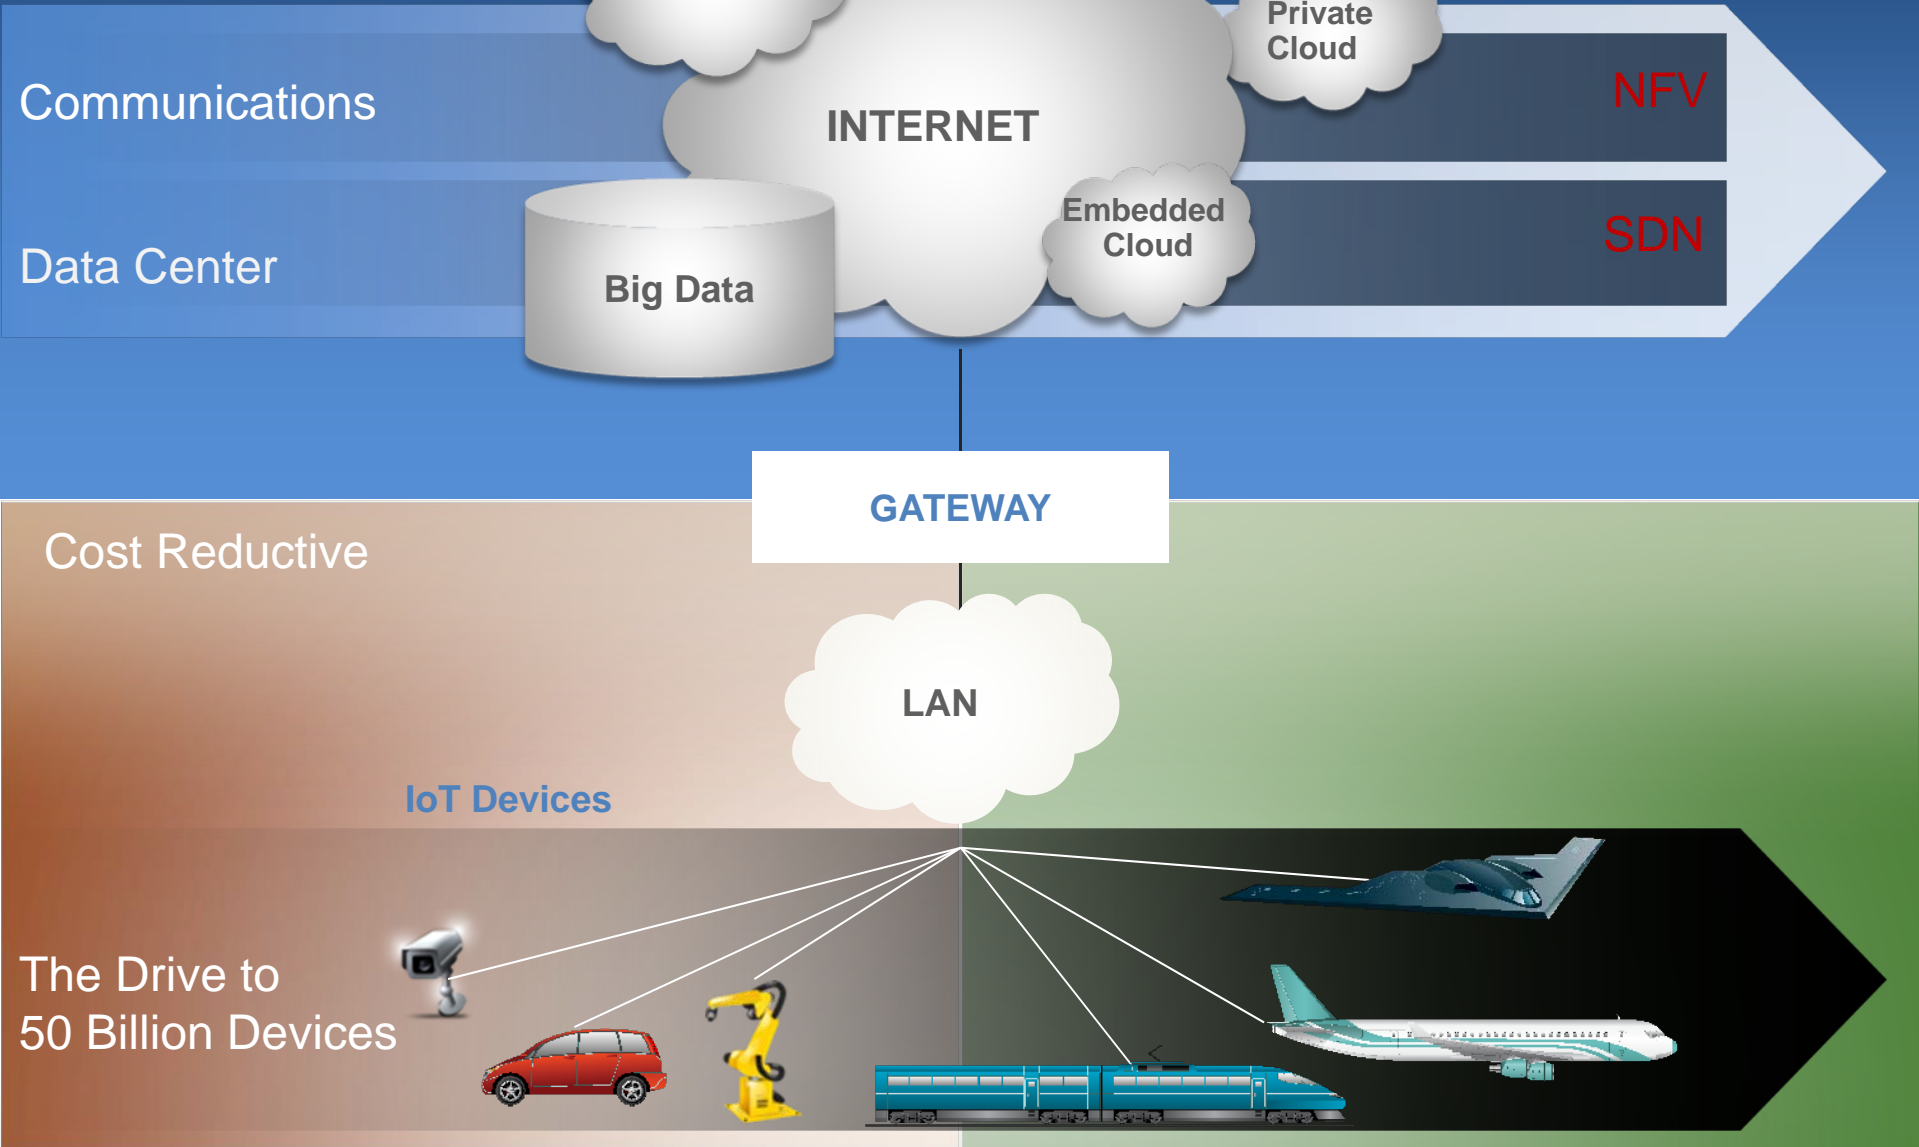 Private
Cloud
Communications
INTERNET
NFV
Embedded
Cloud
SDN
Data Center
Big Data
GATEWAY
Cost Reductive
LAN
IoT Devices
The Drive to
50 Billion Devices